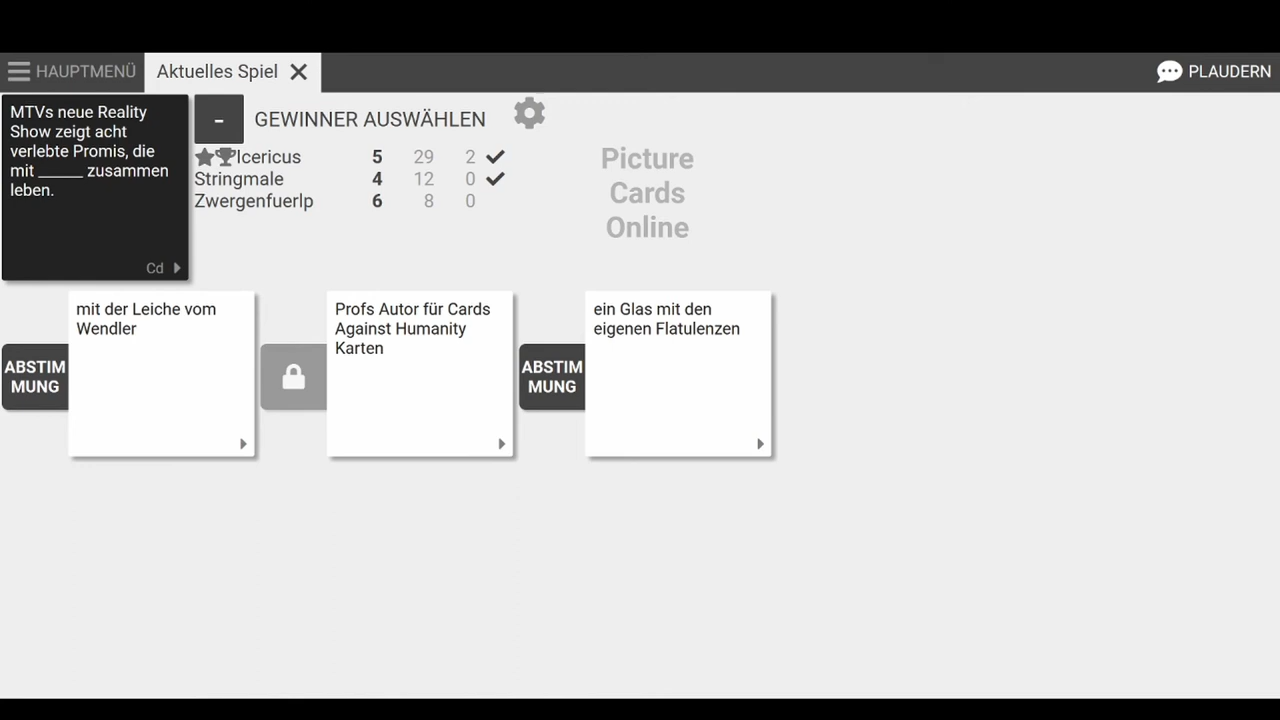 HAUPTMENÜ
Aktuelles Spiel
PLAUDERN
MTVs neue Reality
Show zeigt acht
verlebte Promis, die
mit ______ zusammen
leben.
Cd
-
GEWINNER AUSWÄHLEN
Icericus 5 29 2
Stringmale 4 12 0
Zwergenfuerlp 6 8 0
Picture
Cards
Online
ABSTIM
MUNG
mit der Leiche vom
Wendler
Profs Autor für Cards
Against Humanity
Karten
ABSTIM
MUNG
ein Glas mit den
eigenen Flatulenzen